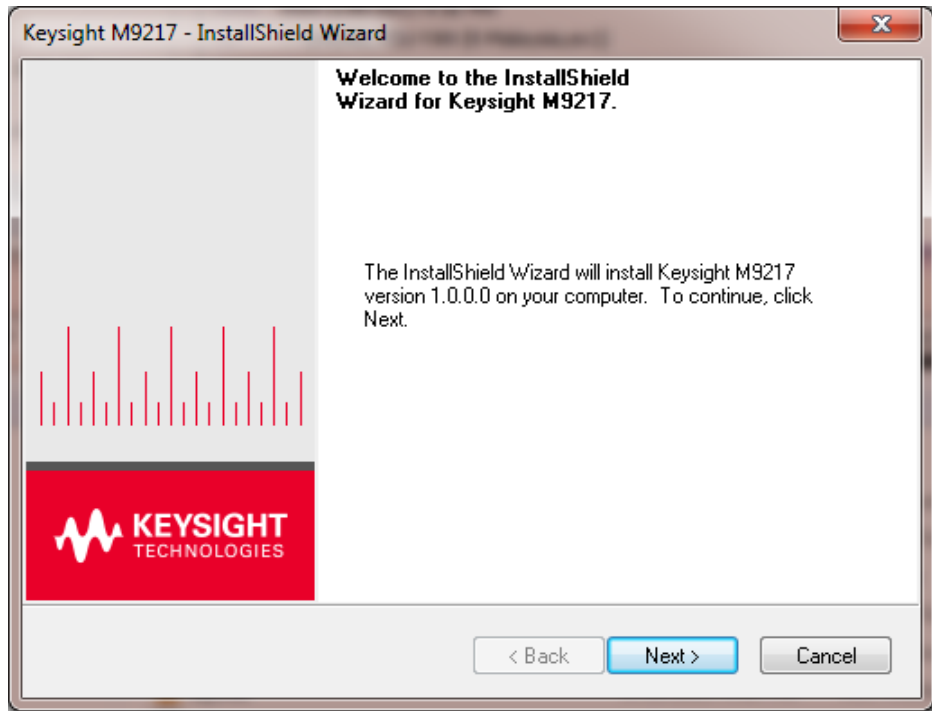 Keysight M9217 - InstallShield Wizard
Welcome to the InstallShield
Wizard for Keysight M9217.
The InstallShield Wizard will install Keysight M9217
version 1.0.0.0 on your computer.  To continue, click
Next.
KEYSIGHT
TECHNOLOGIES
< Back
Next >
Cancel